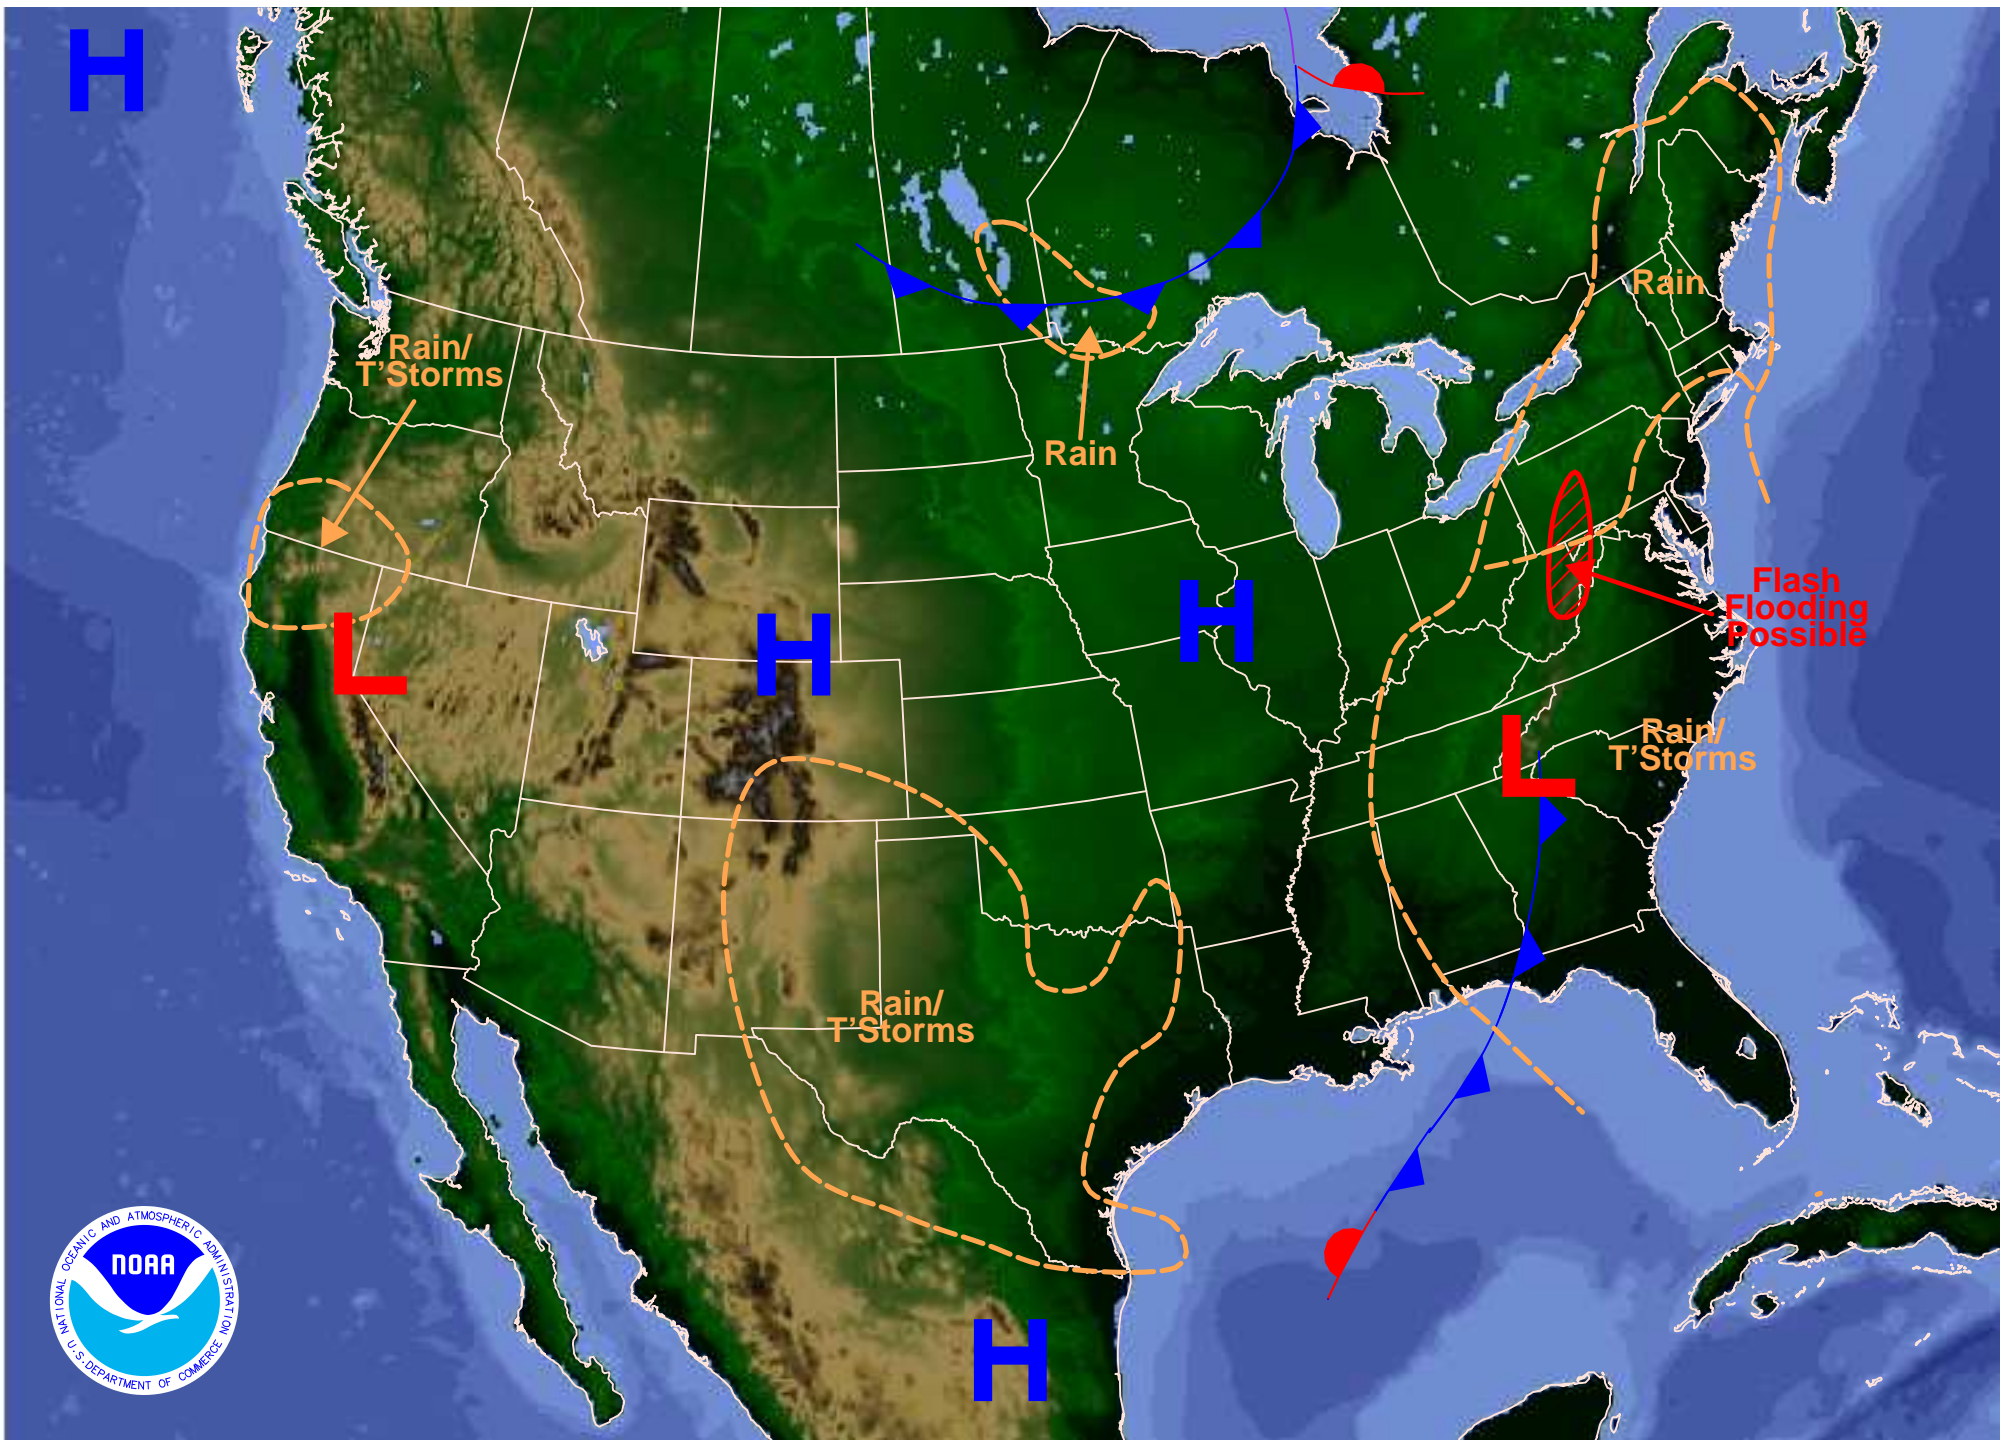 H
Rain/
T'Storms
Rain
Rain
H
H
L
Flash
Flooding
Possible
L
Rain/
T'Storms
Rain/
T'Storms
H
NATIONAL OCEANIC AND ATMOSPHERIC ADMINISTRATION
NOAA
U.S. DEPARTMENT OF COMMERCE